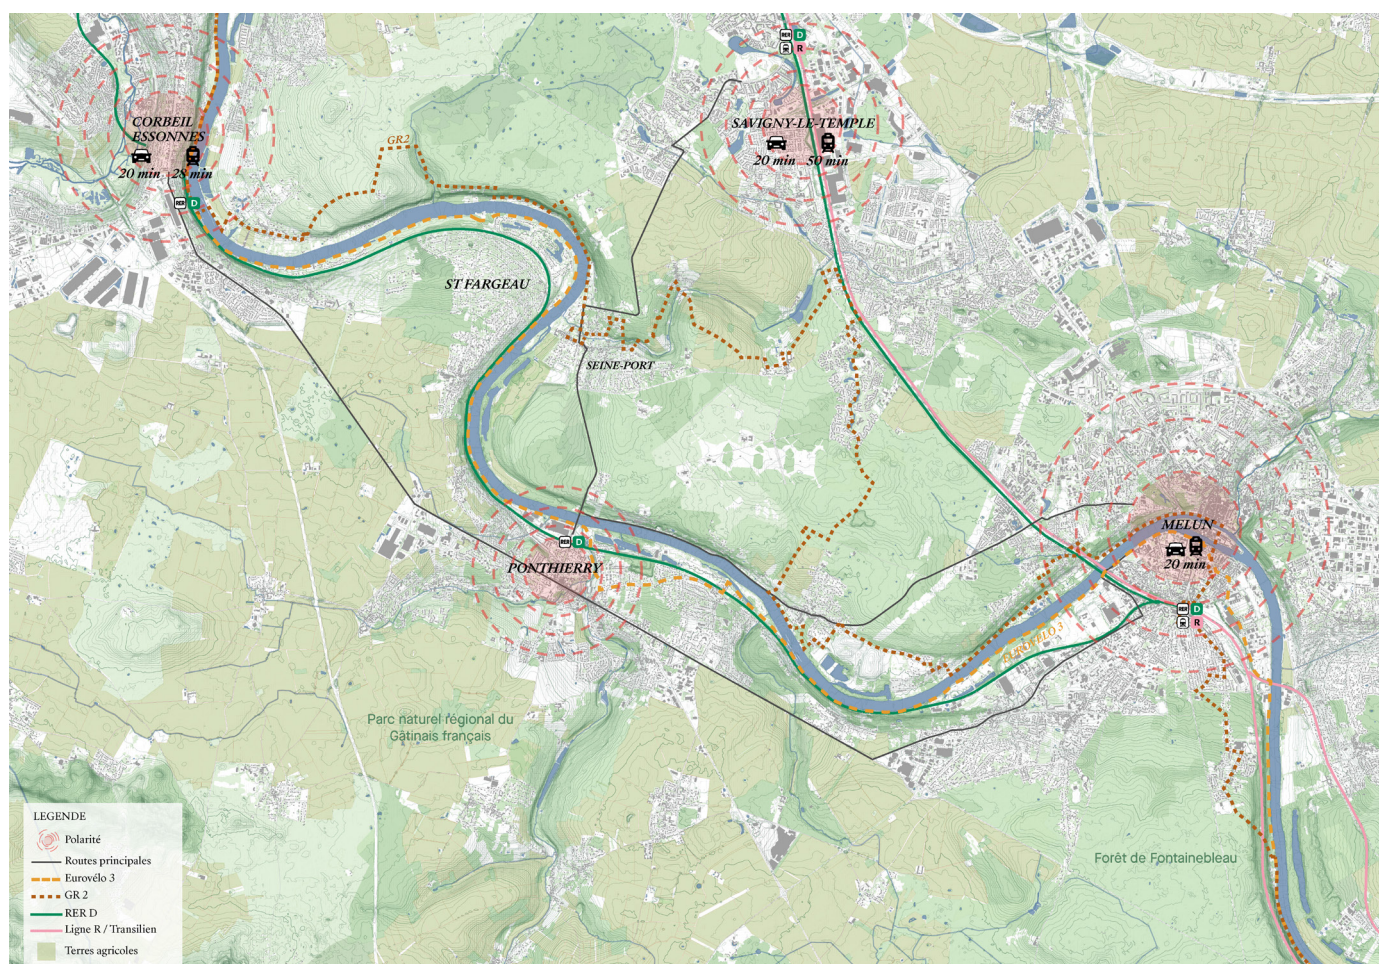 RER D
R
CORBEIL
ESSONNES
20 min 28 min
RER D
GR2
SAVIGNY-LE-TEMPLE
20 min 50 min
ST FARGEAU
SEINE-PORT
RER D
PONTHIERRY
MELUN
20 min
RER D
R
EUROVÉLO 3
Parc naturel régional du
Gâtinais français
Forêt de Fontainebleau
LEGENDE
Polarité
Routes principales
Eurovélo 3
GR 2
RER D
Ligne R / Transilien
Terres agricoles